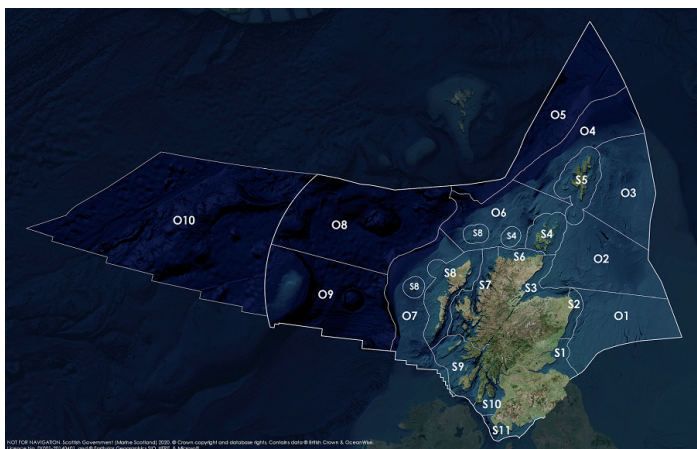 O5
O4
S5
O3
O6
S8
S4
S4
O10
O8
O2
S6
S8
S7
S8
S3
O9
S2
O7
O1
S1
S9
S10
S11
NOT FOR NAVIGATION. Scottish Government (Marine Scotland) 2020. © Crown copyright and database rights. Contains data © British Crown & OceanWise.